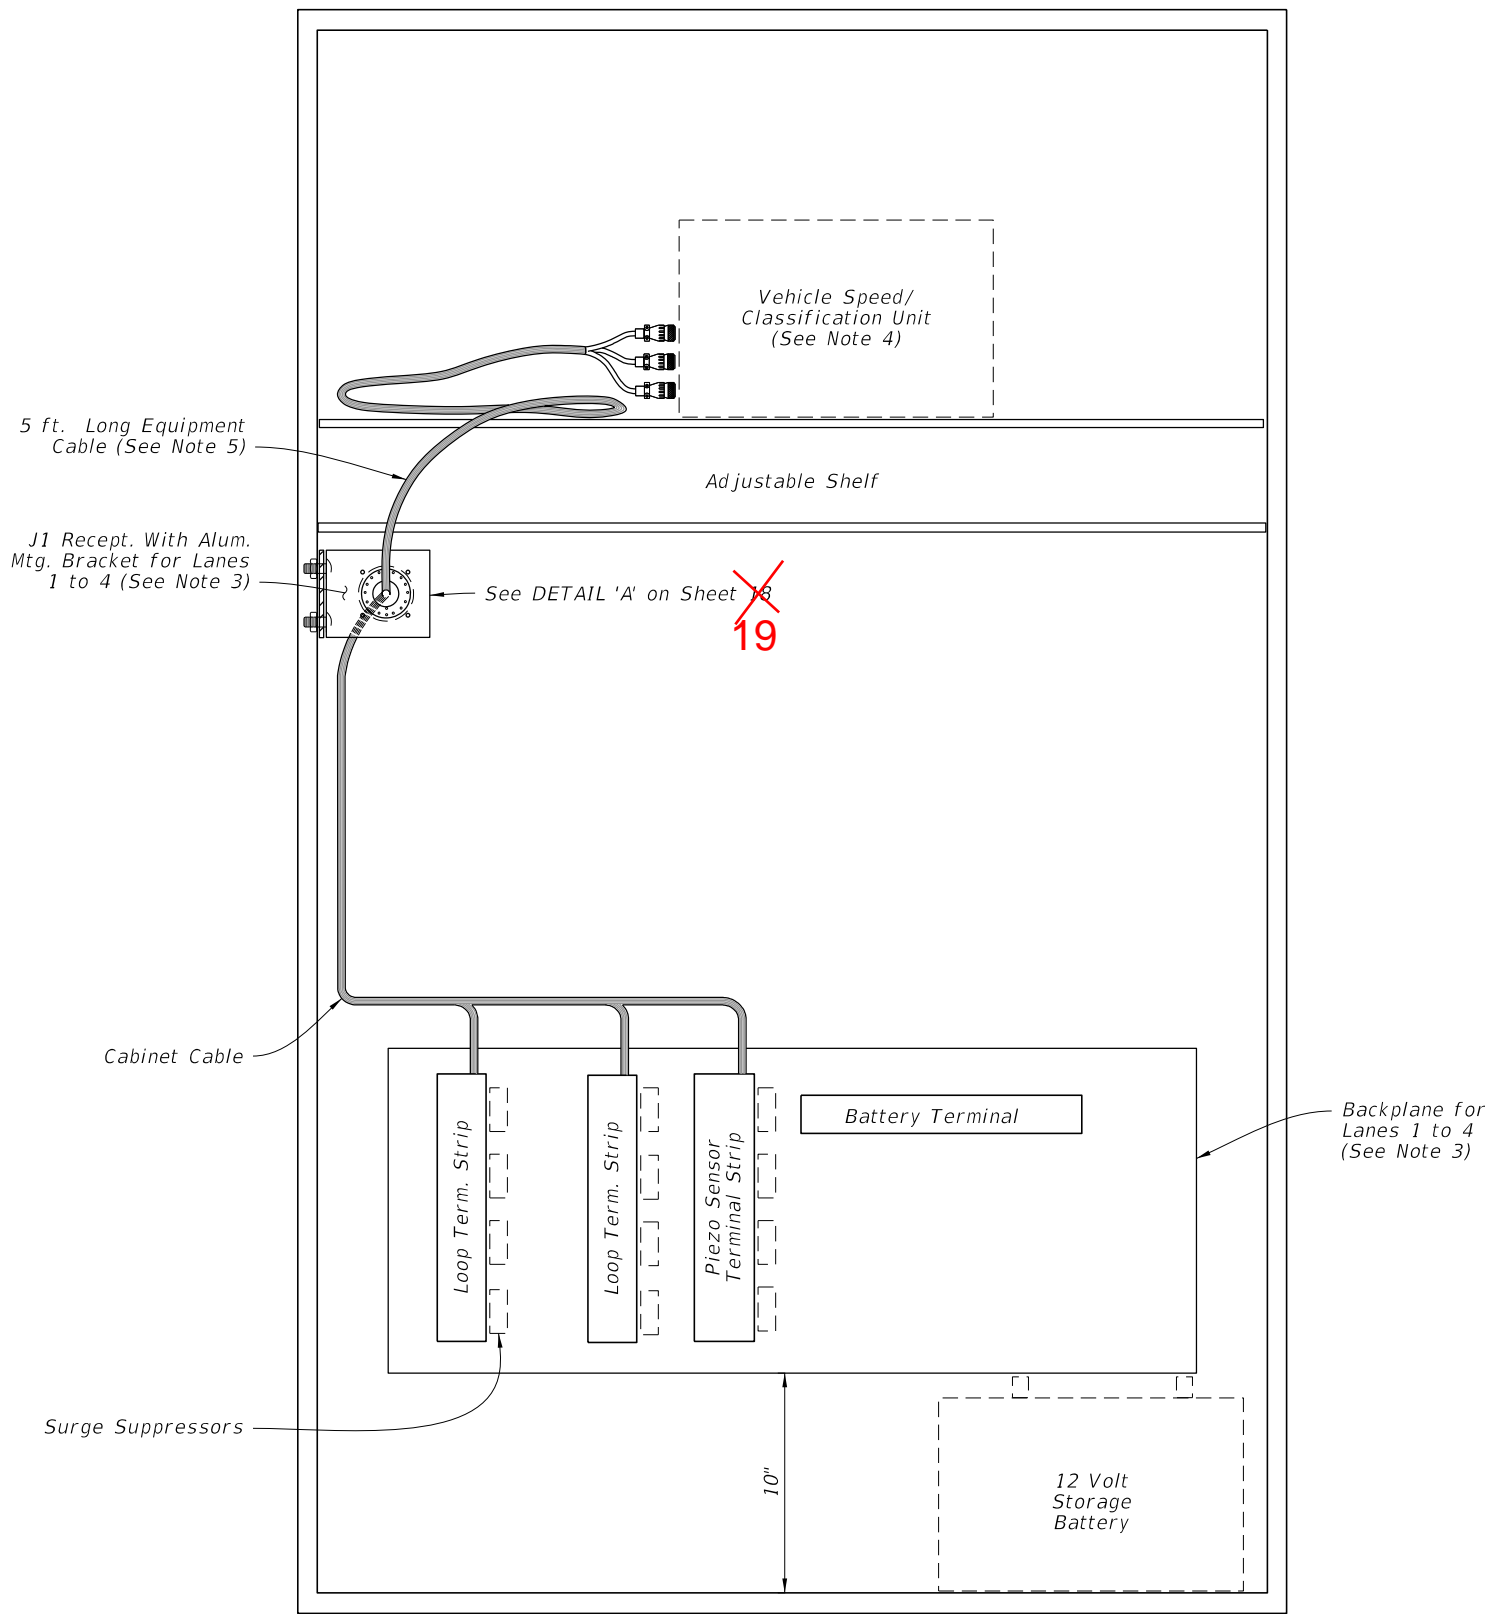 Vehicle Speed/
Classification Unit
(See Note 4)
5 ft. Long Equipment
Cable (See Note 5)
Adjustable Shelf
J1 Recept. With Alum.
Mtg. Bracket for Lanes
1 to 4 (See Note 3)
See DETAIL 'A' on Sheet 18
19
Cabinet Cable
Backplane for
Lanes 1 to 4
(See Note 3)
Battery Terminal
Loop Term. Strip
Loop Term. Strip
Piezo Sensor
Terminal Strip
Surge Suppressors
10"
12 Volt
Storage
Battery